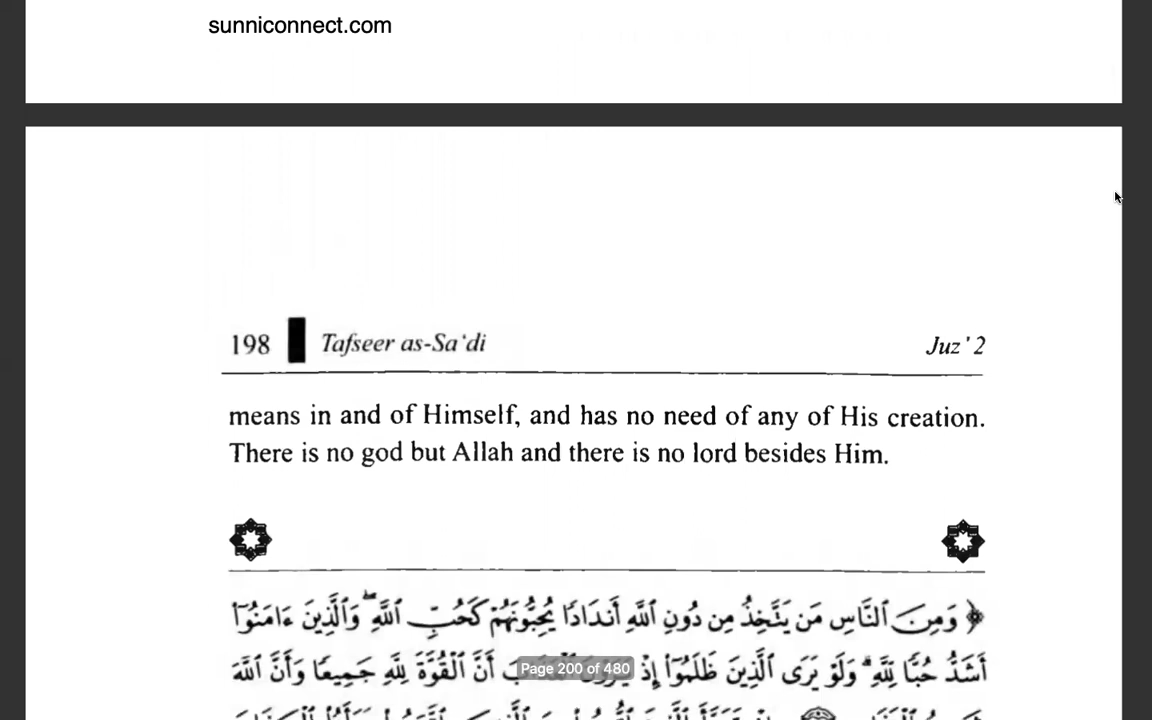 sunniconnect.com
198 Tafseer as-Sa'di Juz' 2
means in and of Himself, and has no need of any of His creation.
There is no god but Allah and there is no lord besides Him.
﴿ وَمِنَ ٱلنَّاسِ مَن يَتَّخِذُ مِن دُونِ ٱللَّهِ أَندَادًا يُحِبُّونَهُمْ كَحُبِّ ٱللَّهِ ۖ وَٱلَّذِينَ ءَامَنُوٓا۟
أَشَدُّ حُبًّا لِّلَّهِ ۗ وَلَوْ يَرَى ٱلَّذِينَ ظَلَمُوٓا۟ إِذْ أَنَّ ٱلْقُوَّةَ لِلَّهِ جَمِيعًا وَأَنَّ ٱللَّهَ
Page 200 of 480